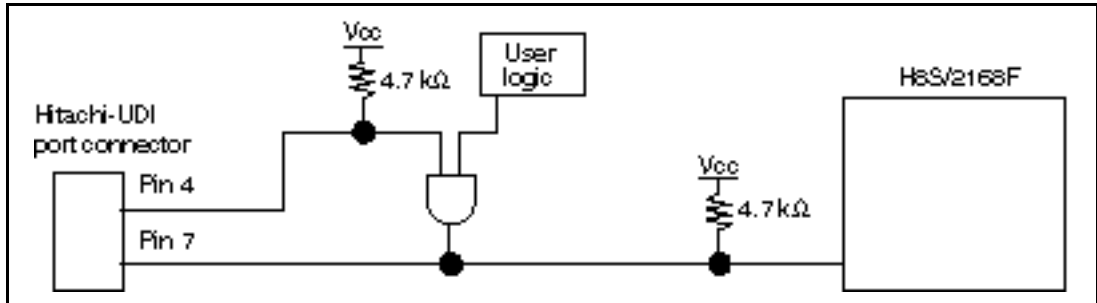 Vcc
4.7 kΩ
User
logic
H8S/2168F
Hitachi-UDI
port connector
Pin 4
Pin 7
Vcc
4.7 kΩ